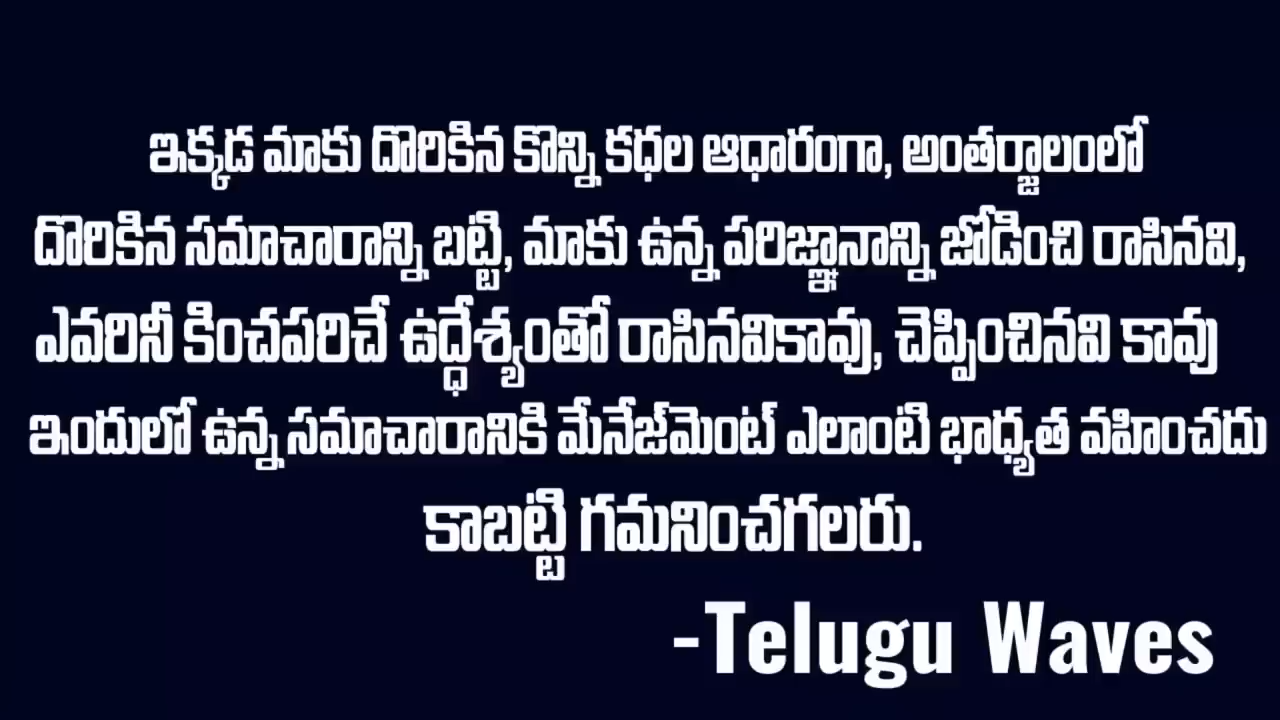 ఇక్కడ మాకు దొరికిన కొన్ని కధల ఆధారంగా, అంతర్జాలంలో
దొరికిన సమాచారాన్ని బట్టి, మాకు ఉన్న పరిజ్ఞానాన్ని జోడించి రాసినవి,
ఎవరినీ కించపరిచే ఉద్ధేశ్యంతో రాసినవికావు, చెప్పించినవి కావు
ఇందులో ఉన్న సమాచారానికి మేనేజ్‌మెంట్ ఎలాంటి భాధ్యత వహించదు
కాబట్టి గమనించగలరు.
-Telugu Waves